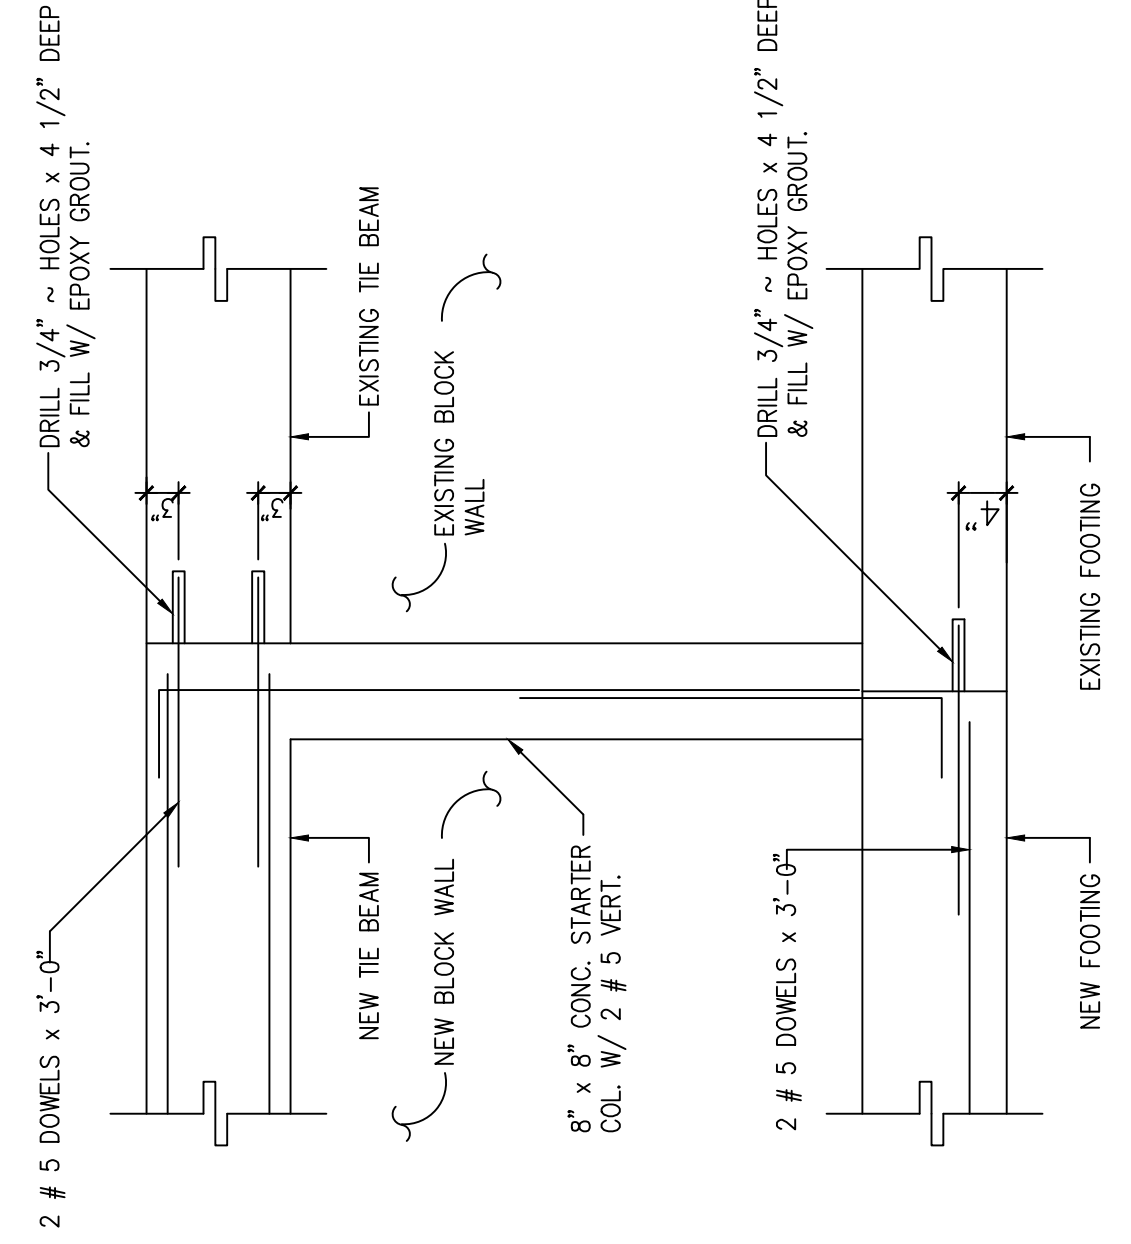 2 # 5 DOWELS x 3'-0"
DRILL 3/4" ~ HOLES x 4 1/2" DEEP
& FILL W/ EPOXY GROUT.
3"
3"
NEW TIE BEAM
EXISTING TIE BEAM
NEW BLOCK WALL
EXISTING BLOCK
WALL
8" x 8" CONC. STARTER
COL. W/ 2 # 5 VERT.
2 # 5 DOWELS x 3'-0"
DRILL 3/4" ~ HOLES x 4 1/2" DEEP
& FILL W/ EPOXY GROUT.
4"
NEW FOOTING
EXISTING FOOTING